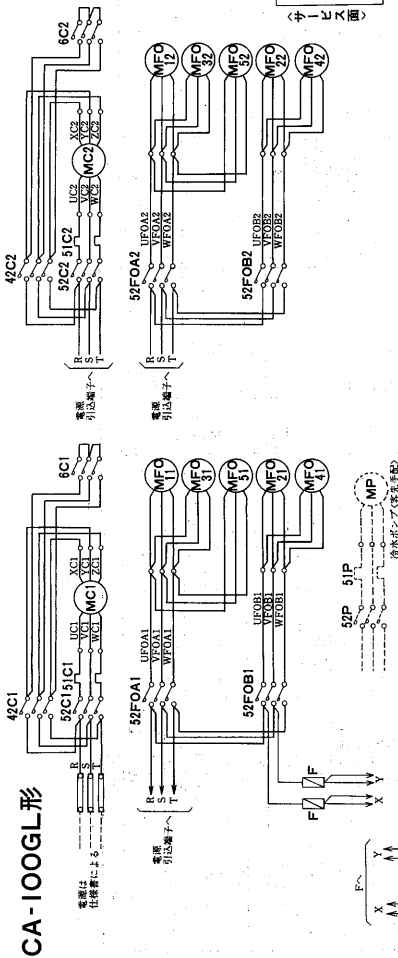 CA-100GL形
電源は
仕様書による
R
S
T
42C1
52C1
51C1
UC1
VC1
WC1
MC1
XC1
YC1
ZC1
6C1
電源
引込端子へ
R
S
T
42C2
52C2
51C2
UC2
VC2
WC2
MC2
XC2
YC2
ZC2
6C2
電源
引込端子へ
R
S
T
52FOA1
UFOA1
VFOA1
WFOA1
MFO
11
MFO
31
MFO
51
MFO
21
MFO
41
52FOB1
UFOB1
VFOB1
WFOB1
F
F
X
Y
電源
引込端子へ
R
S
T
52FOA2
UFOA2
VFOA2
WFOA2
MFO
12
MFO
32
MFO
52
MFO
22
MFO
42
52FOB2
UFOB2
VFOB2
WFOB2
52P
51P
MP
冷水ポンプ(客先手配)
Fへ
X
Y
〈サービス面〉